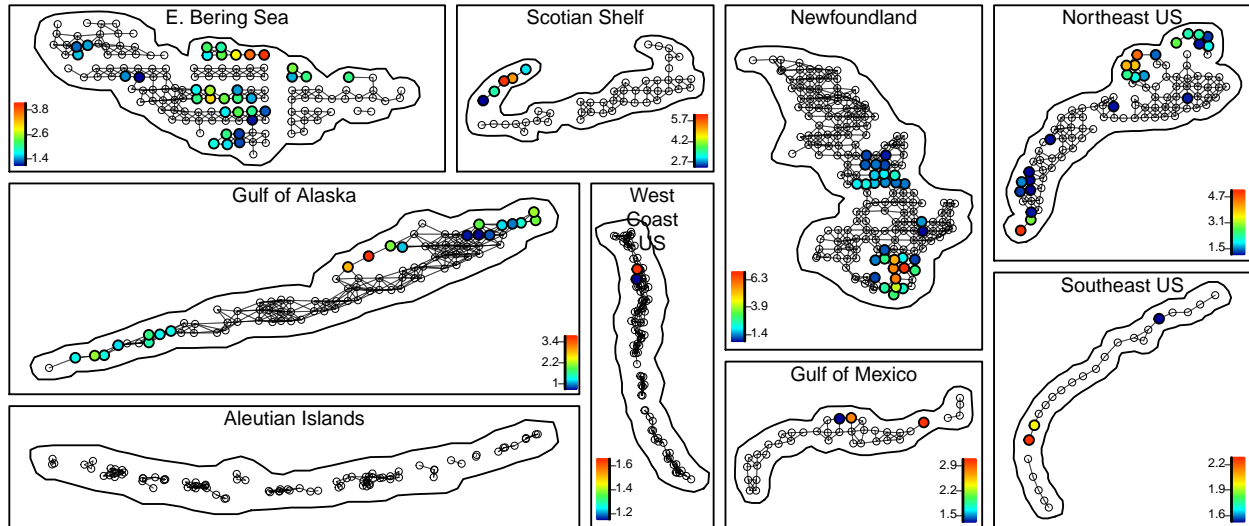 E. Bering Sea
3.8
2.6
1.4
Scotian Shelf
5.7
4.2
2.7
Newfoundland
6.3
3.9
1.4
Northeast US
4.7
3.1
1.5
Gulf of Alaska
3.4
2.2
1
West
Coast
US
1.6
1.4
1.2
Aleutian Islands
Gulf of Mexico
2.9
2.2
1.5
Southeast US
2.2
1.9
1.6